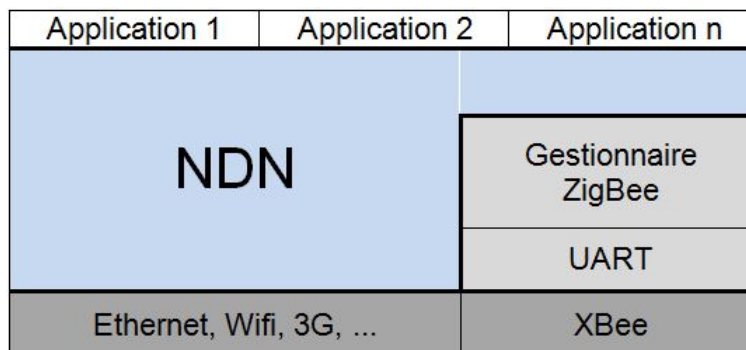 Application 1
Application 2
Application n
NDN
Gestionnaire
ZigBee
UART
Ethernet, Wifi, 3G, ...
XBee